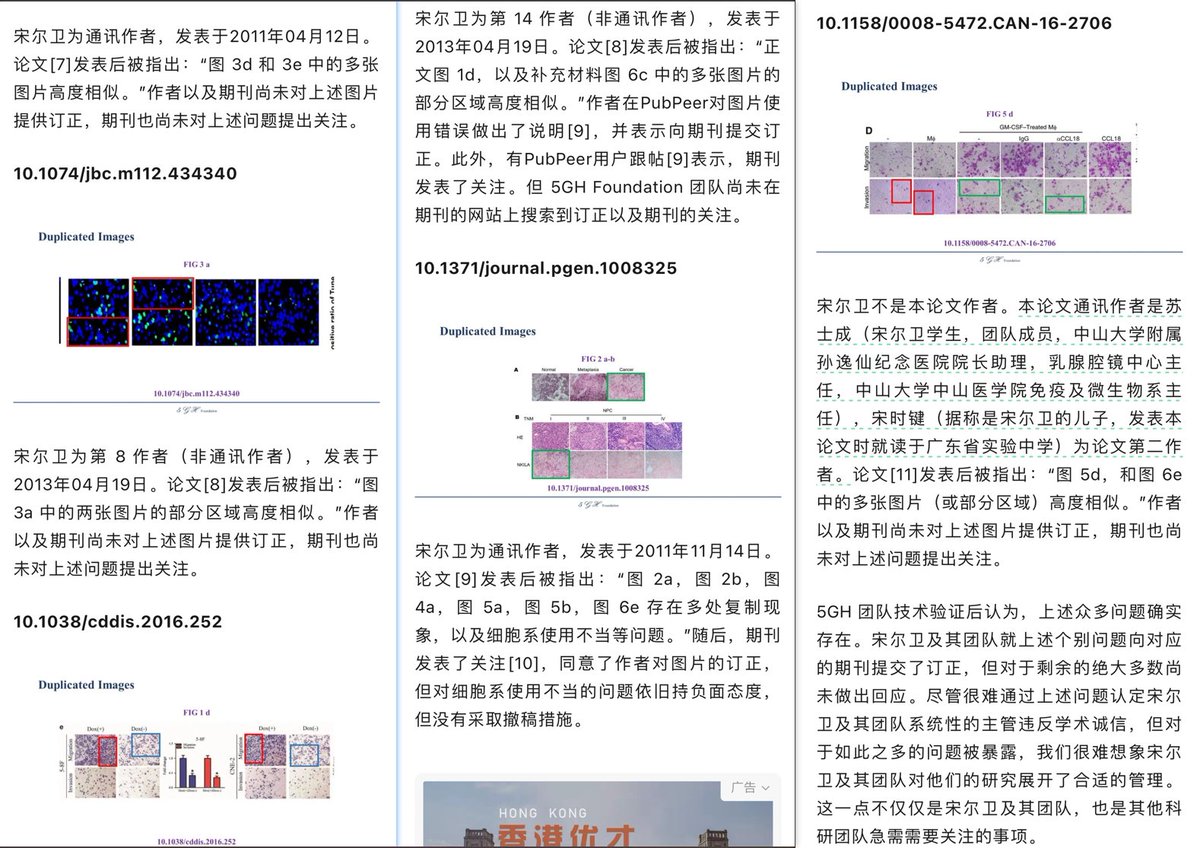 宋尔卫为通讯作者，发表于2011年04月12日。
论文[7]发表后被指出：“图 3d 和 3e 中的多张
图片高度相似。”作者以及期刊尚未对上述图片
提供订正，期刊也尚未对上述问题提出关注。
10.1074/jbc.m112.434340
Duplicated Images
FIG 3 a
10.1074/jbc.m112.434340
5GH Foundation
宋尔卫为第 8 作者（非通讯作者），发表于
2013年04月19日。论文[8]发表后被指出：“图
3a 中的两张图片的部分区域高度相似。”作者
以及期刊尚未对上述图片提供订正，期刊也尚
未对上述问题提出关注。
10.1038/cddis.2016.252
Duplicated Images
FIG 1 d
e
Dox(+)
Dox(-)
Dox(+)
Dox(-)
Migration
Invasion
5-8F
5-8F
Migration
Invasion
CNE-2
10.1038/cddis.2016.252
宋尔卫为第 14 作者（非通讯作者），发表于
2013年04月19日。论文[8]发表后被指出：“正
文图 1d，以及补充材料图 6c 中的多张图片的
部分区域高度相似。”作者在PubPeer对图片使
用错误做出了说明[9]，并表示向期刊提交订
正。此外，有PubPeer用户跟帖[9]表示，期刊
发表了关注。但 5GH Foundation 团队尚未在
期刊的网站上搜索到订正以及期刊的关注。
10.1371/journal.pgen.1008325
Duplicated Images
FIG 2 a-b
A
Normal
Metaplasia
Cancer
B
TNM
NPC
I
II
III
IV
HE
NKILA
10.1371/journal.pgen.1008325
5GH Foundation
宋尔卫为通讯作者，发表于2011年11月14日。
论文[9]发表后被指出：“图 2a，图 2b，图
4a，图 5a，图 5b，图 6e 存在多处复制现
象，以及细胞系使用不当等问题。”随后，期刊
发表了关注[10]，同意了作者对图片的订正，
但对细胞系使用不当的问题依旧持负面态度，
但没有采取撤稿措施。
广告
HONG KONG
香港优才
10.1158/0008-5472.CAN-16-2706
Duplicated Images
FIG 5 d
D
GM-CSF–Treated Mφ
-
Mφ
-
IgG
αCCL18
CCL18
Migration
Invasion
10.1158/0008-5472.CAN-16-2706
5GH Foundation
宋尔卫不是本论文作者。本论文通讯作者是苏
士成（宋尔卫学生，团队成员，中山大学附属
孙逸仙纪念医院院长助理，乳腺腔镜中心主
任，中山大学中山医学院免疫及微生物系主
任），宋时键（据称是宋尔卫的儿子，发表本
论文时就读于广东省实验中学）为论文第二作
者。论文[11]发表后被指出：“图 5d，和图 6e
中的多张图片（或部分区域）高度相似。”作者
以及期刊尚未对上述图片提供订正，期刊也尚
未对上述问题提出关注。
5GH 团队技术验证后认为，上述众多问题确实
存在。宋尔卫及其团队就上述个别问题向对应
的期刊提交了订正，但对于剩余的绝大多数尚
未做出回应。尽管很难通过上述问题认定宋尔
卫及其团队系统性的主管违反学术诚信，但对
于如此之多的问题被暴露，我们很难想象宋尔
卫及其团队对他们的研究展开了合适的管理。
这一点不仅仅是宋尔卫及其团队，也是其他科
研团队急需需要关注的事项。